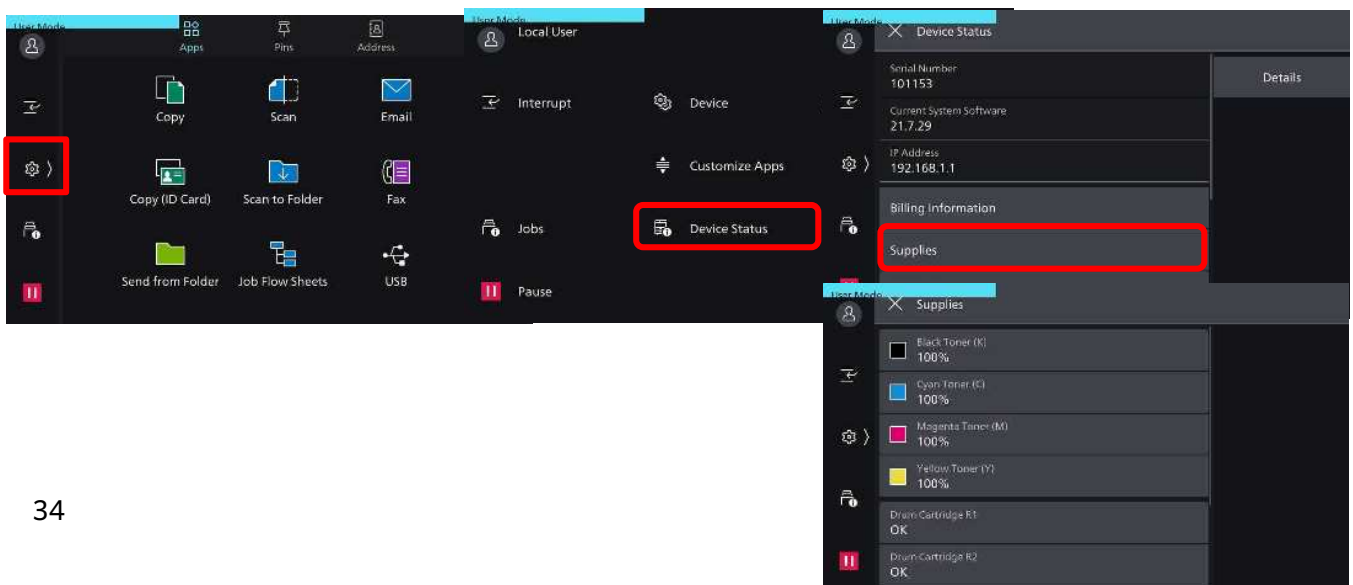 User Mode
Apps
Pins
Address
Copy
Scan
Email
Copy (ID Card)
Scan to Folder
Fax
Send from Folder
Job Flow Sheets
USB
User Mode
Local User
Interrupt
Device
Customize Apps
Jobs
Device Status
Pause
User Mode
Device Status
Serial Number
101153
Details
Current System Software
21.7.29
IP Address
192.168.1.1
Billing Information
Supplies
User Mode
Supplies
Black Toner (K)
100%
Cyan Toner (C)
100%
Magenta Toner (M)
100%
Yellow Toner (Y)
100%
Drum Cartridge R1
OK
Drum Cartridge R2
OK
34